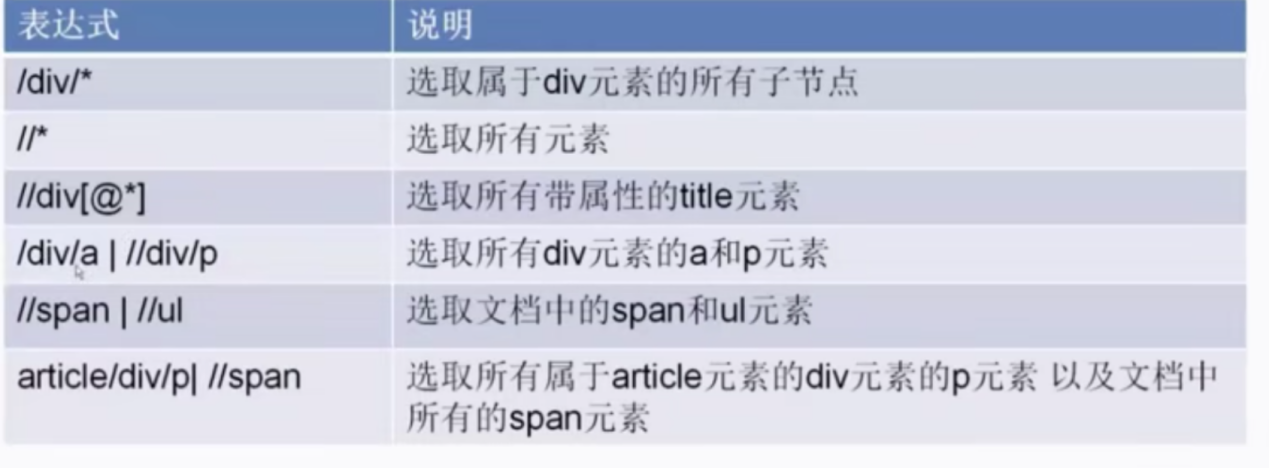 表达式 说明
/div/* 选取属于div元素的所有子节点
//* 选取所有元素
//div[@*] 选取所有带属性的title元素
/div/a | //div/p 选取所有div元素的a和p元素
//span | //ul 选取文档中的span和ul元素
article/div/p| //span 选取所有属于article元素的div元素的p元素 以及文档中
所有的span元素